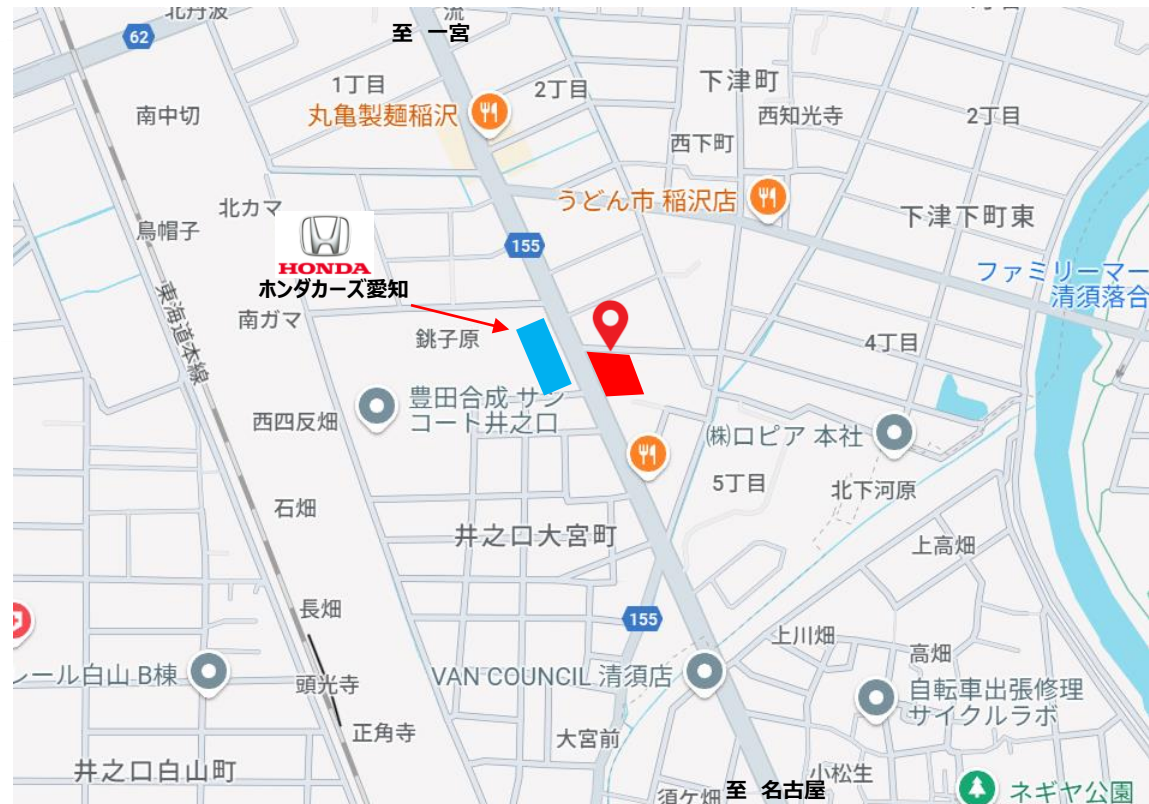 北丹波
流
至 一宮
62
1丁目
2丁目
下津町
南中切
丸亀製麺稲沢
西知光寺
2丁目
西下町
うどん市 稲沢店
北カマ
烏帽子
下津下町東
155
HONDA
ホンダカーズ愛知
ファミリーマー
清須落合
東海道本線
南ガマ
銚子原
4丁目
豊田合成 サン
コート井之口
西四反畑
㈱ロピア 本社
5丁目
北下河原
石畑
井之口大宮町
上高畑
長畑
155
上川畑
高畑
レール白山 B棟
頭光寺
VAN COUNCIL 清須店
自転車出張修理
サイクルラボ
正角寺
大宮前
井之口白山町
小松生
須ケ畑
至 名古屋
ネギヤ公園